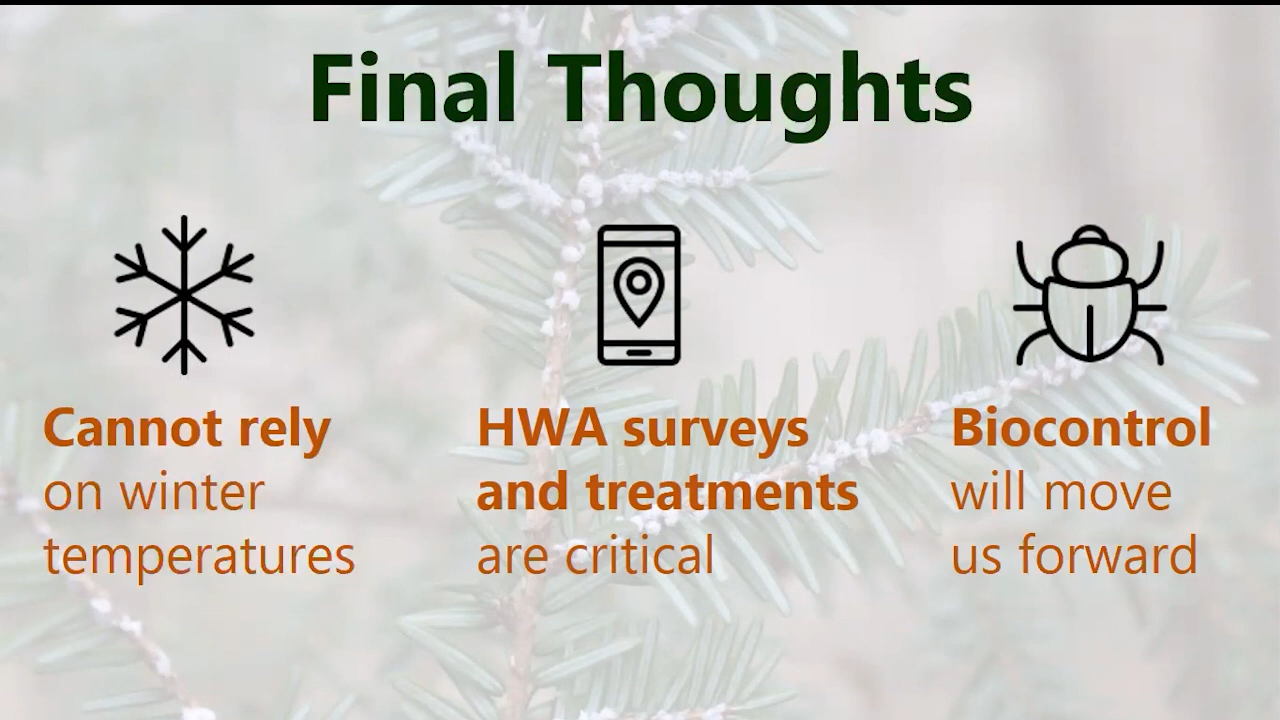 Final Thoughts
Cannot rely
on winter
temperatures
HWA surveys
and treatments
are critical
Biocontrol
will move
us forward